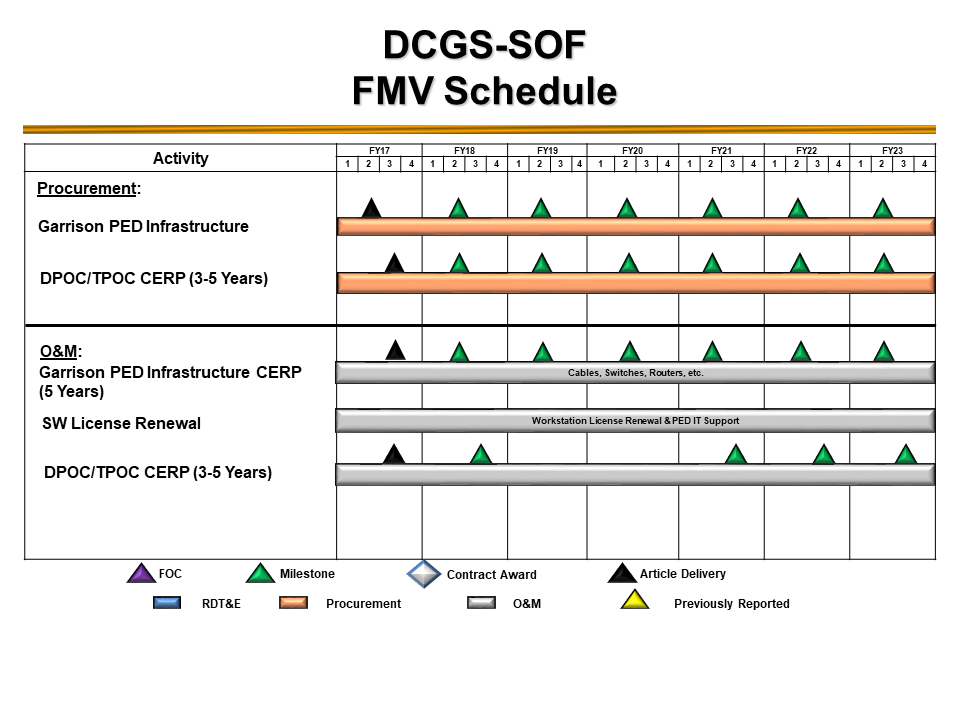 DCGS-SOF
FMV Schedule
Activity
FY17 FY18 FY19 FY20 FY21 FY22 FY23
1 2 3 4 1 2 3 4 1 2 3 4 1 2 3 4 1 2 3 4 1 2 3 4 1 2 3 4
Procurement:
Garrison PED Infrastructure
DPOC/TPOC CERP (3-5 Years)
O&M:
Garrison PED Infrastructure CERP
(5 Years)
Cables, Switches, Routers, etc.
SW License Renewal
Workstation License Renewal & PED IT Support
DPOC/TPOC CERP (3-5 Years)
FOC Milestone Contract Award Article Delivery
RDT&E Procurement O&M Previously Reported